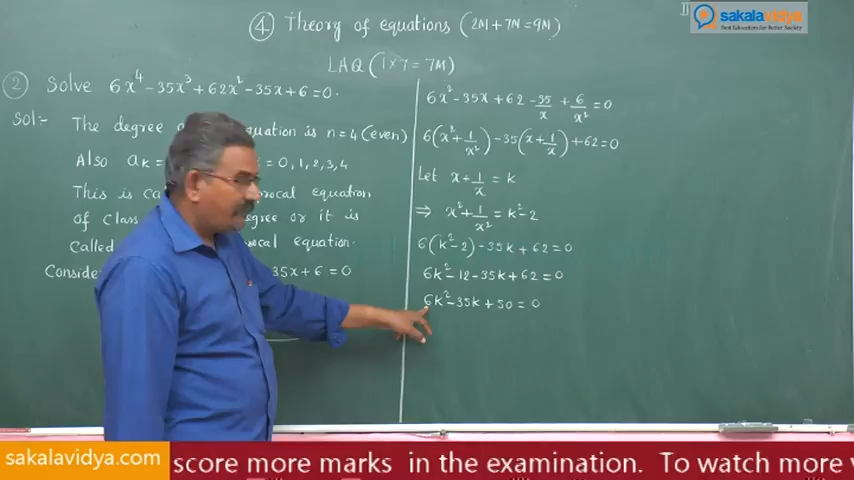 ④ Theory of equations (2M+7M=9M)
sakalavidya
LAQ (1×7=7M)
② Solve 6x⁴-35x³+62x²-35x+6=0.
Sol:- The degree equation is n=4 (even)
Also aₖ = = 0,1,2,3,4
This is equation
of class degree or it is
called equation.
35x+6=0
6x²-35x+62-35/x+6/x²=0
6(x²+1/x²)-35(x+1/x)+62=0
Let x+1/x=k
⇒ x²+1/x²=k²-2
6(k²-2)-35k+62=0
6k²-12-35k+62=0
6k²-35k+50=0
sakalavidya.com score more marks in the examination. To watch more